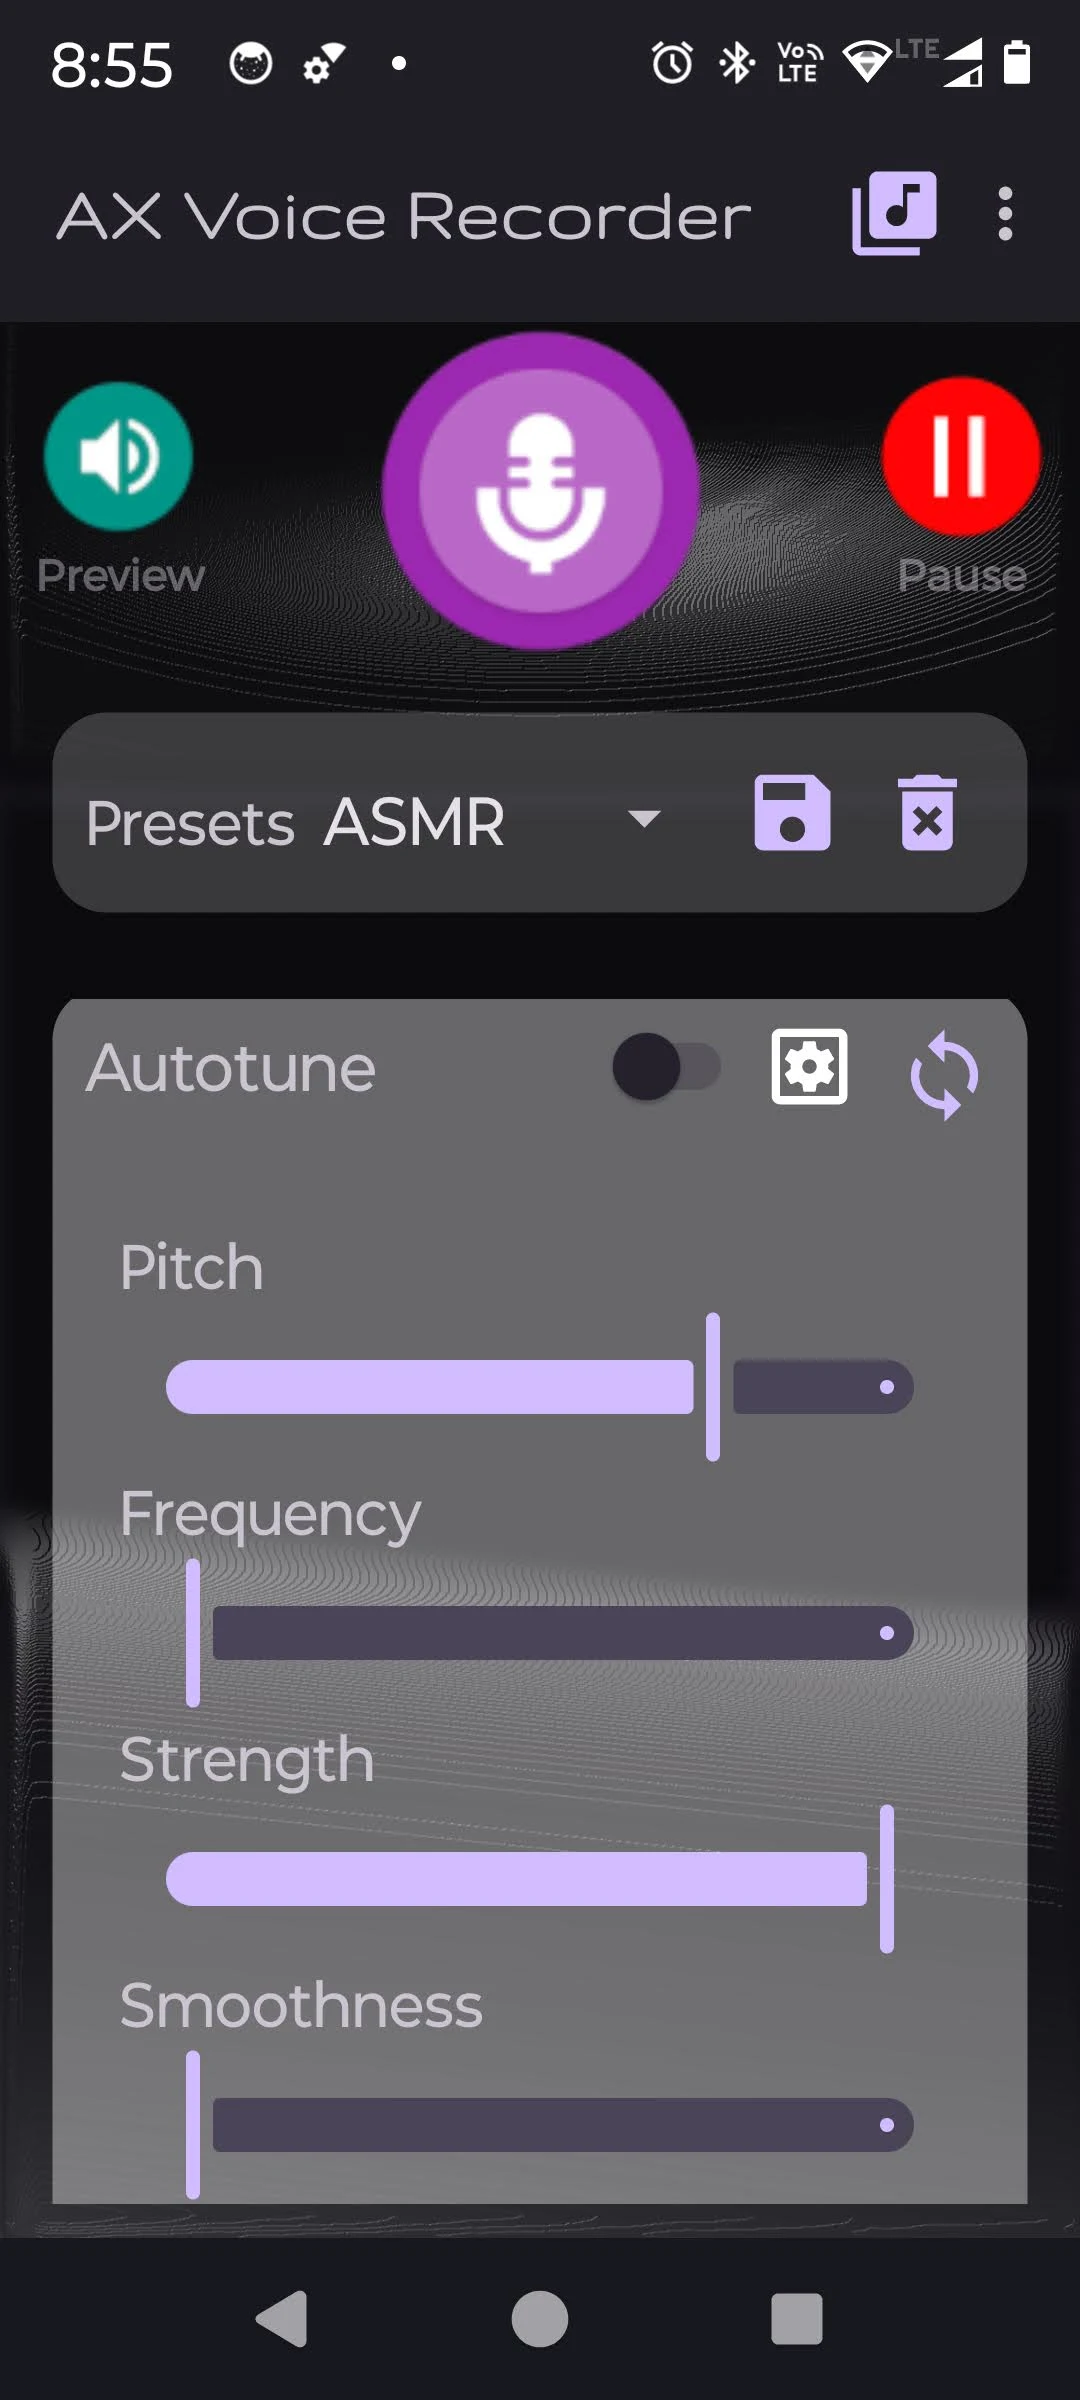 8:55
Vo LTE
LTE
AX Voice Recorder
Preview
Pause
Presets ASMR
Autotune
Pitch
Frequency
Strength
Smoothness